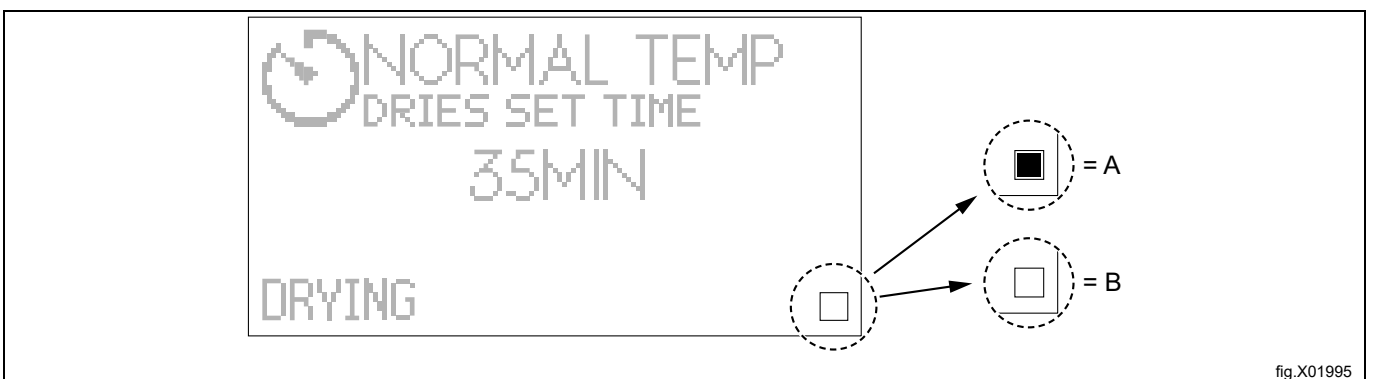 NORMAL TEMP
DRIES SET TIME
35MIN
DRYING
= A
= B
fig.X01995